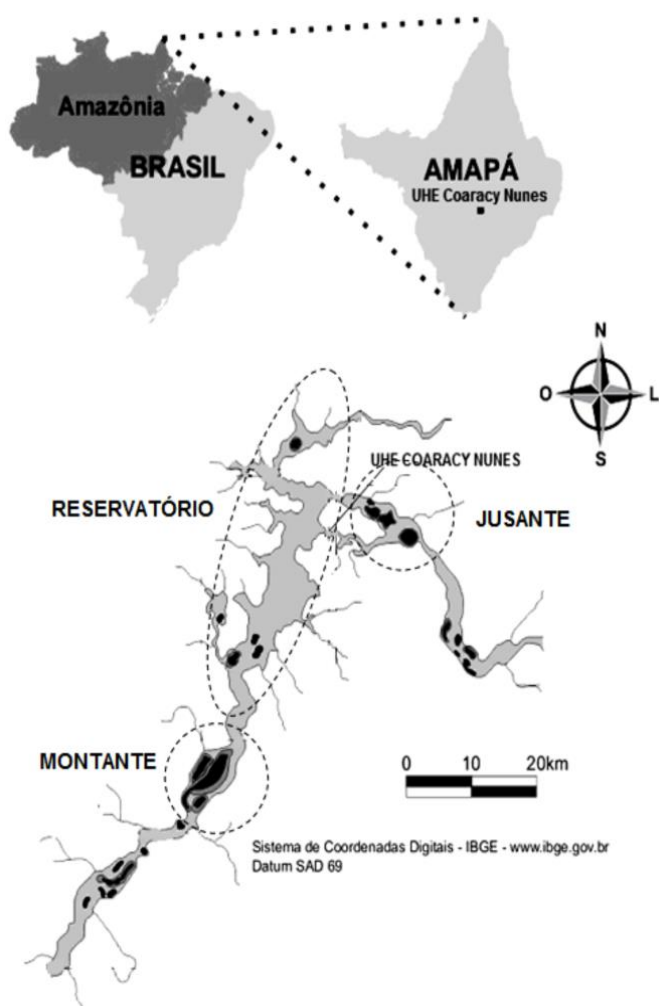 Amazônia
BRASIL
AMAPÁ
UHE Coaracy Nunes
N
O
L
S
UHE COARACY NUNES
RESERVATÓRIO
JUSANTE
MONTANTE
0 10 20km
Sistema de Coordenadas Digitais - IBGE - www.ibge.gov.br
Datum SAD 69